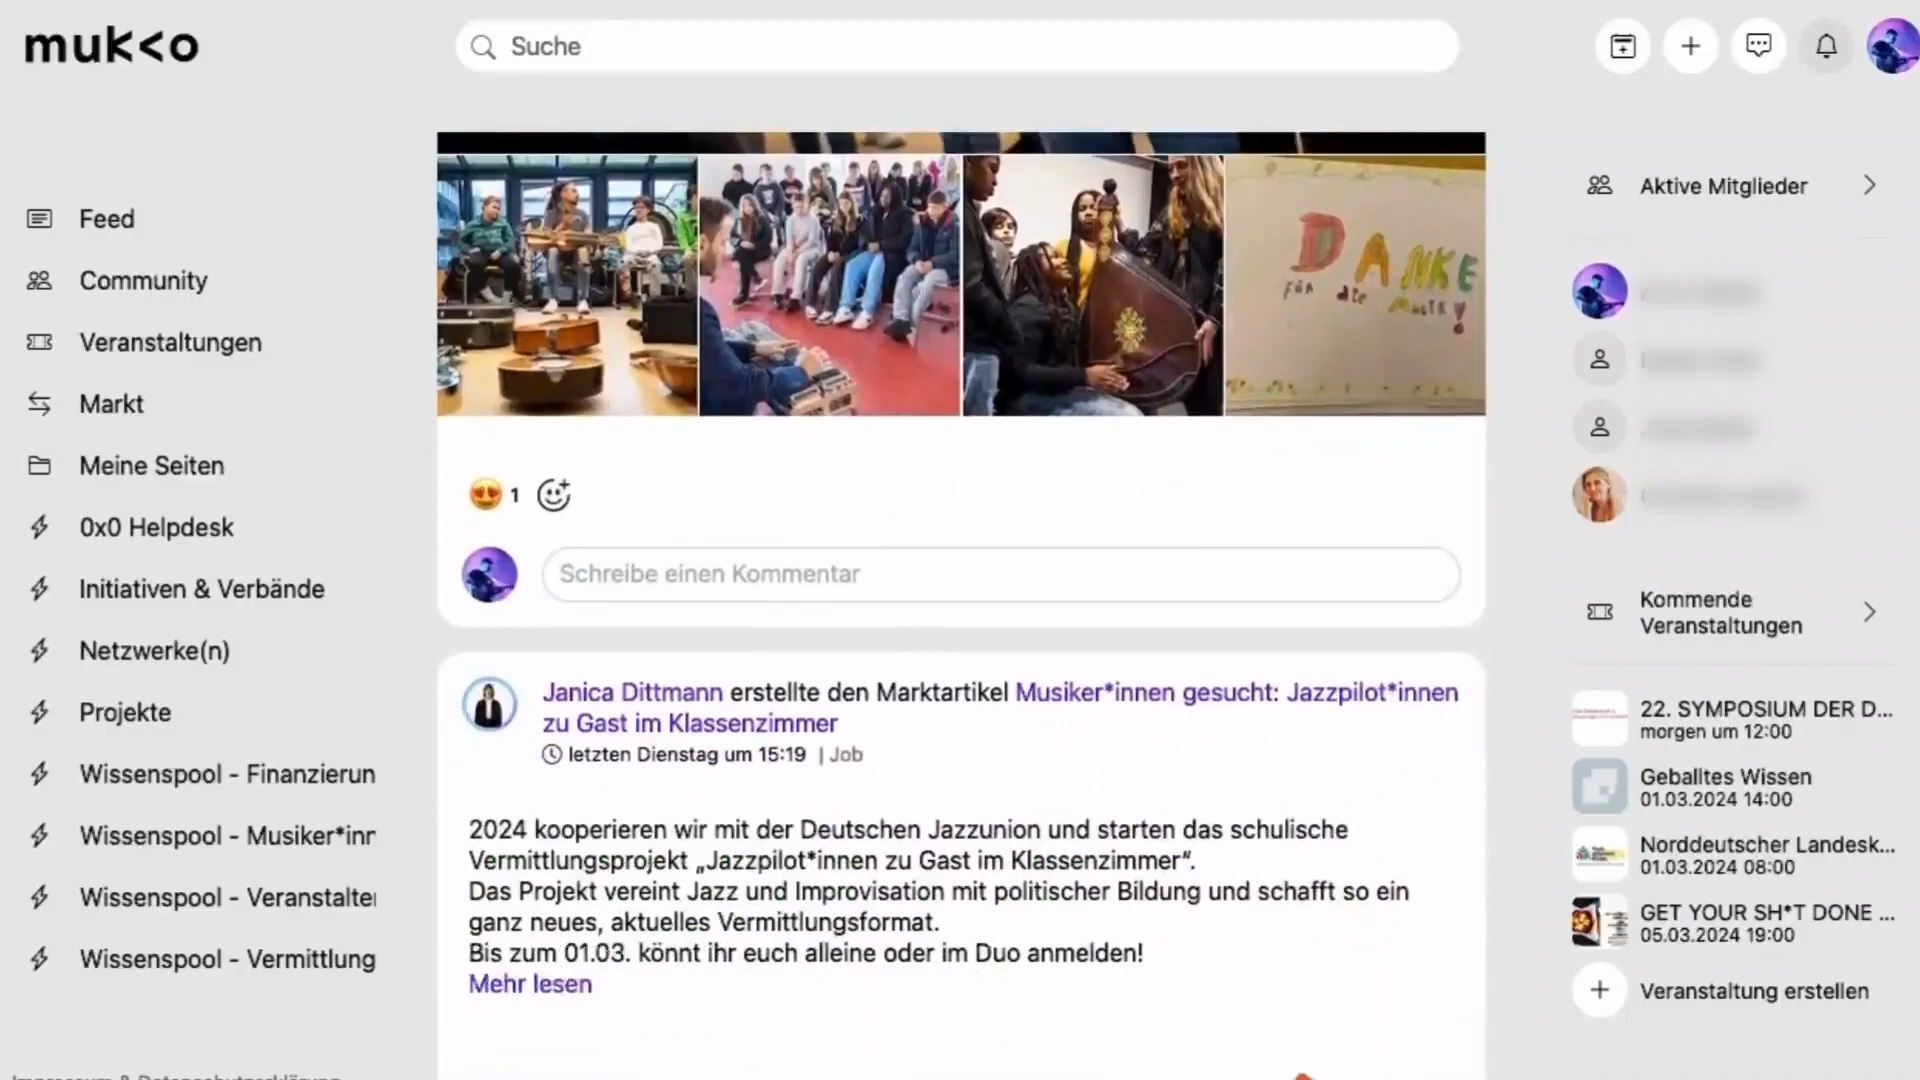 muk<o
Suche
Feed
Community
Veranstaltungen
Markt
Meine Seiten
0x0 Helpdesk
Initiativen & Verbände
Netzwerke(n)
Projekte
Wissenspool - Finanzierun
Wissenspool - Musiker*inr
Wissenspool - Veranstalter
Wissenspool - Vermittlung
DANKE
FÜR die Musik!
1
Schreibe einen Kommentar
Janica Dittmann erstellte den Marktartikel Musiker*innen gesucht: Jazzpilot*innen
zu Gast im Klassenzimmer
letzten Dienstag um 15:19 | Job
2024 kooperieren wir mit der Deutschen Jazzunion und starten das schulische
Vermittlungsprojekt „Jazzpilot*innen zu Gast im Klassenzimmer“.
Das Projekt vereint Jazz und Improvisation mit politischer Bildung und schafft so ein
ganz neues, aktuelles Vermittlungsformat.
Bis zum 01.03. könnt ihr euch alleine oder im Duo anmelden!
Mehr lesen
Aktive Mitglieder
Kommende
Veranstaltungen
22. SYMPOSIUM DER D...
morgen um 12:00
Geballtes Wissen
01.03.2024 14:00
Norddeutscher Landesk...
01.03.2024 08:00
GET YOUR SH*T DONE ...
05.03.2024 19:00
Veranstaltung erstellen